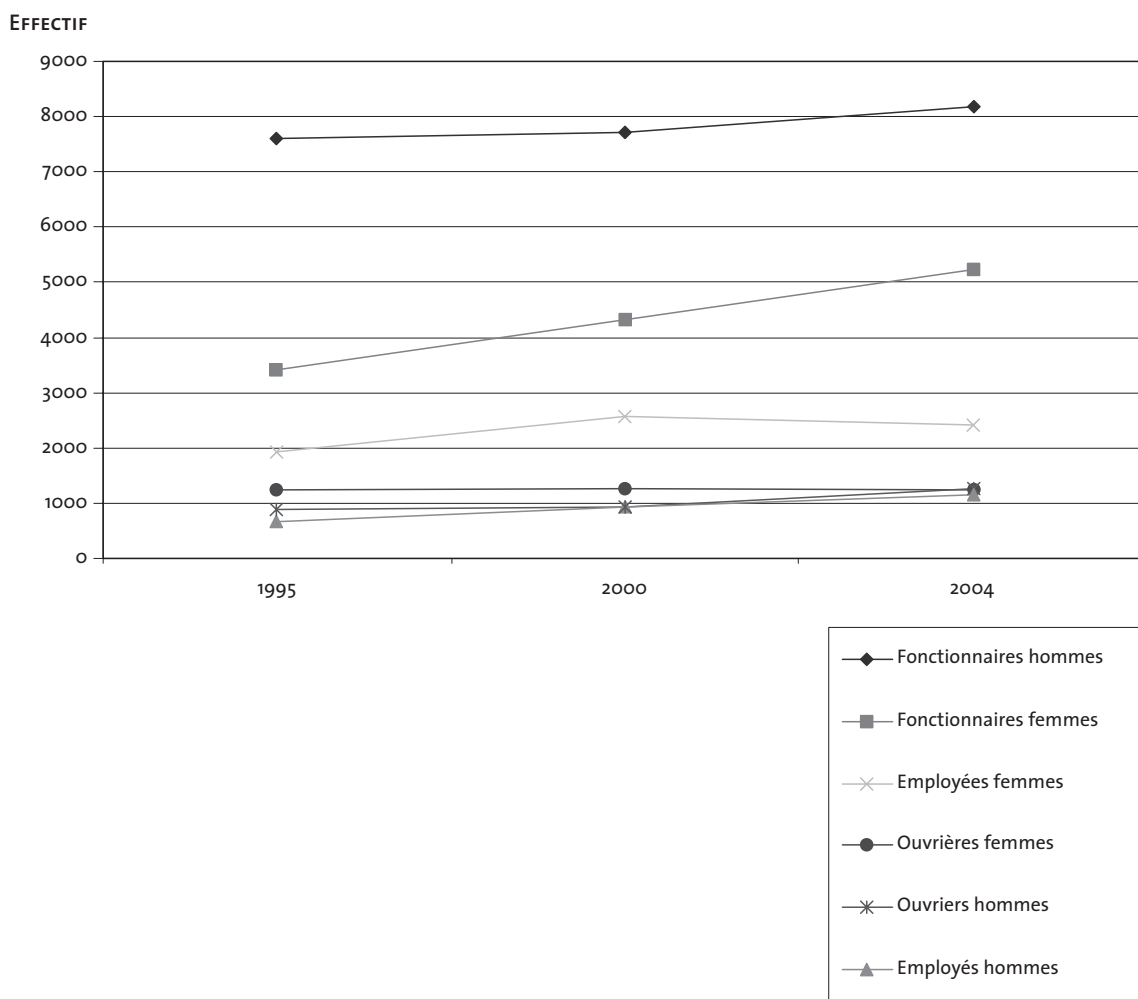 Effectif
9000
8000
7000
6000
5000
4000
3000
2000
1000
0
1995 2000 2004
Fonctionnaires hommes
Fonctionnaires femmes
Employées femmes
Ouvrières femmes
Ouvriers hommes
Employés hommes